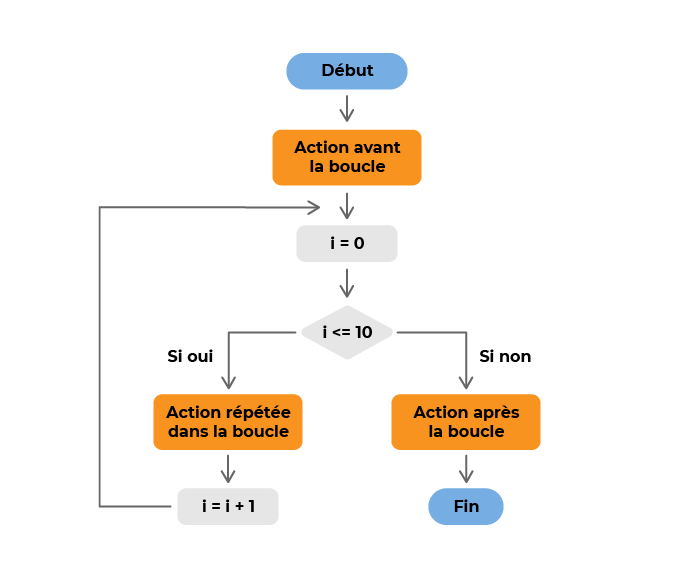 Début
Action avant
la boucle
i = 0
i <= 10
Si oui
Si non
Action répétée
dans la boucle
Action après
la boucle
i = i + 1
Fin